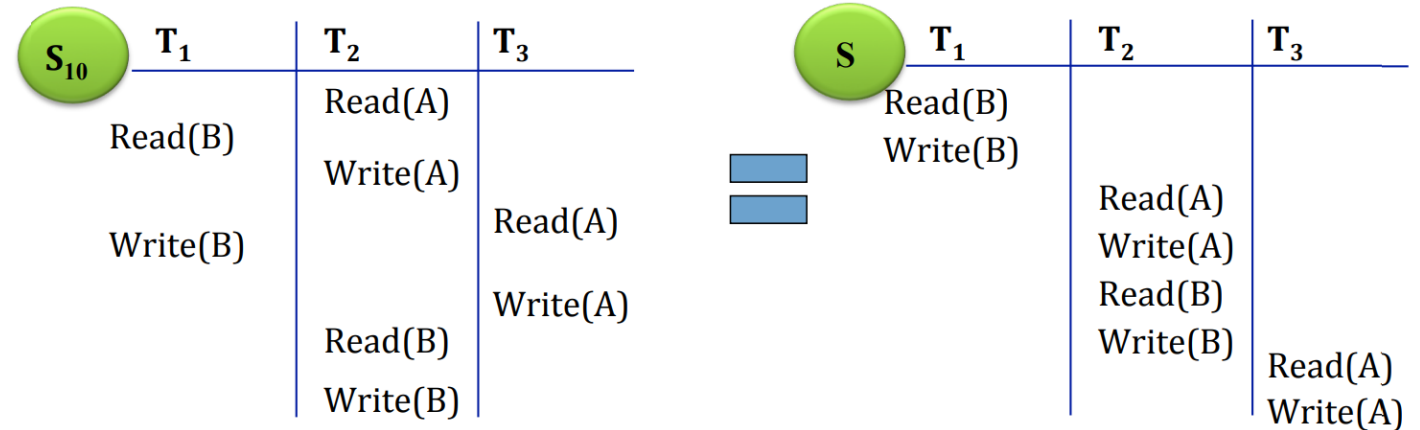 S₁₀ T₁ T₂ T₃
Read(A)
Read(B)
Write(A)
Read(A)
Write(B)
Write(A)
Read(B)
Write(B)
S T₁ T₂ T₃
Read(B)
Write(B)
Read(A)
Write(A)
Read(B)
Write(B)
Read(A)
Write(A)